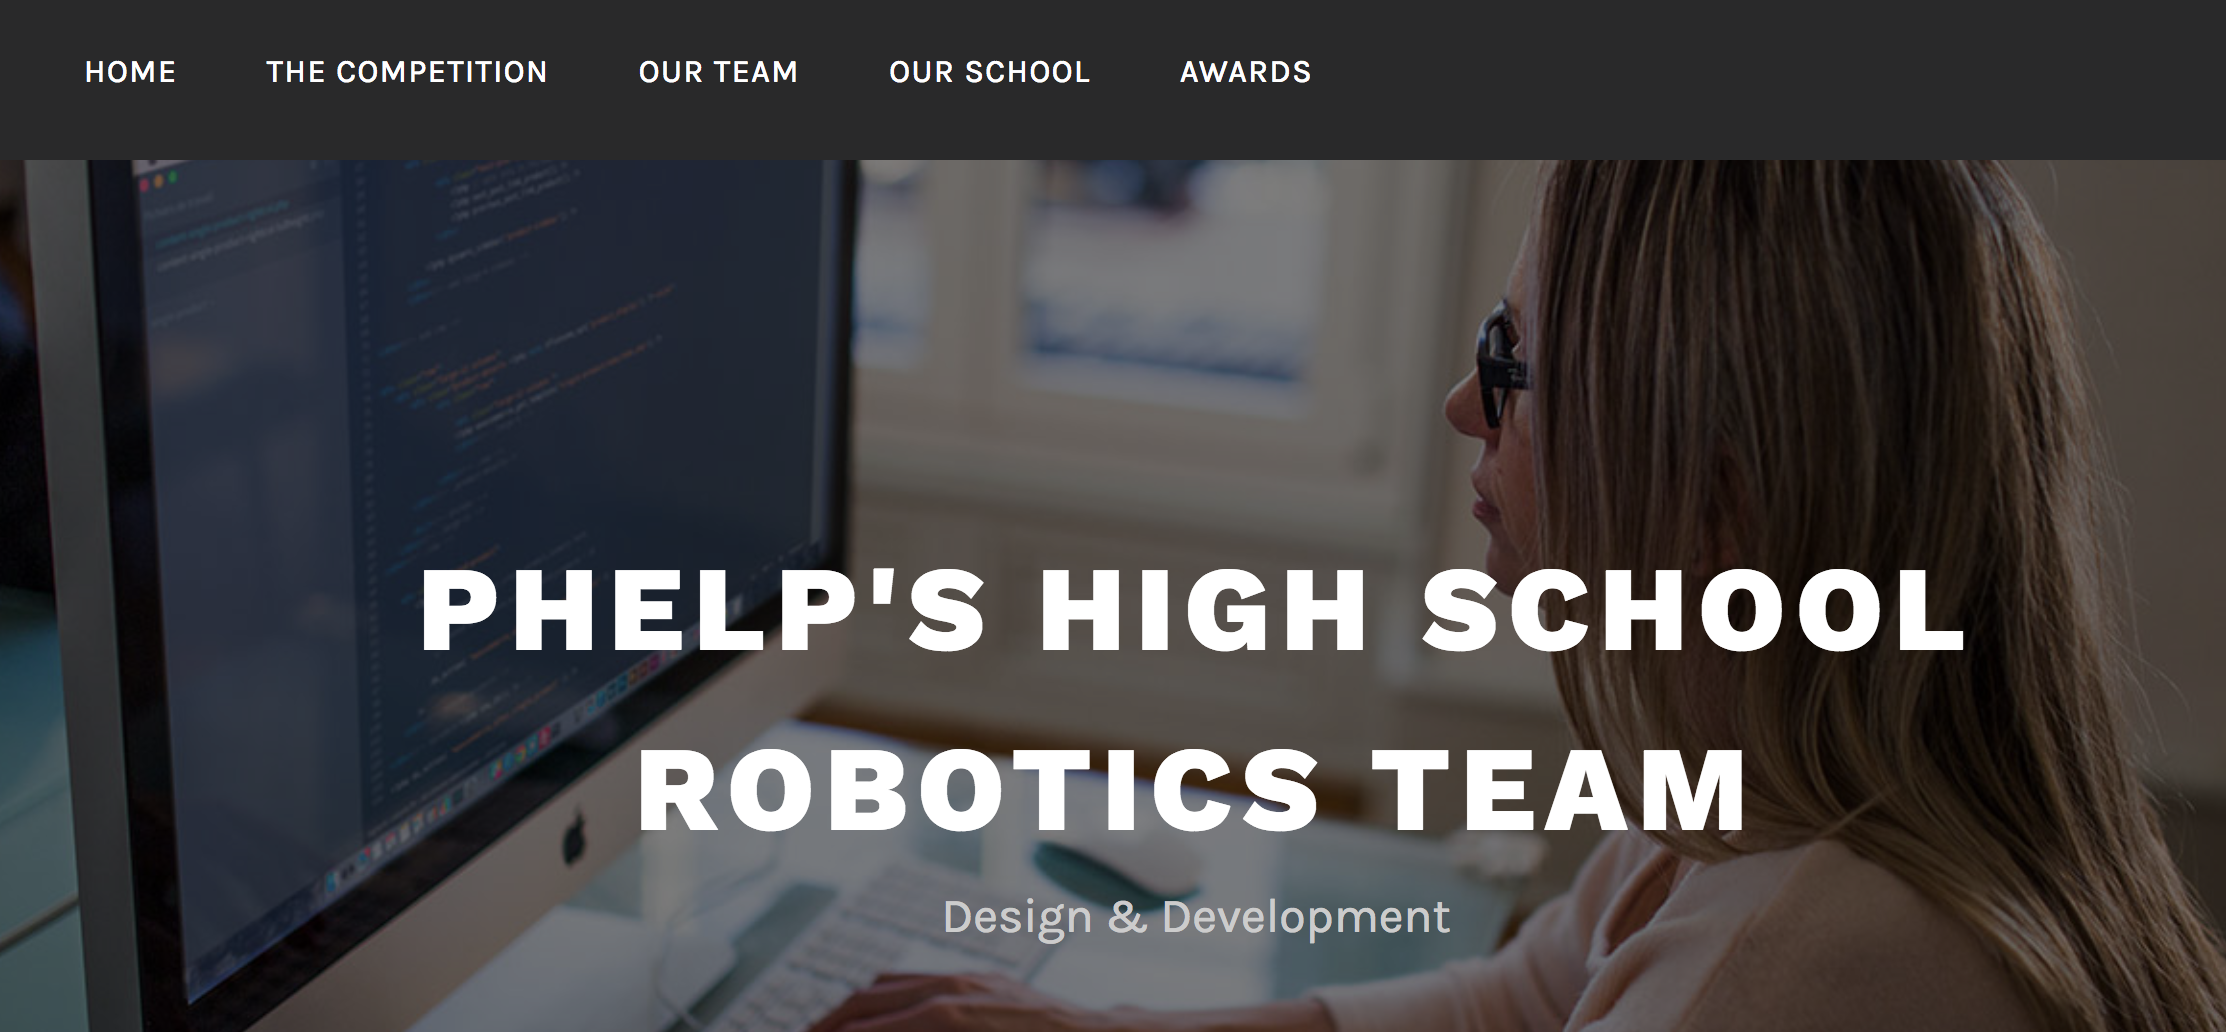 HOME THE COMPETITION OUR TEAM OUR SCHOOL AWARDS
PHELP'S HIGH SCHOOL
ROBOTICS TEAM
Design & Development